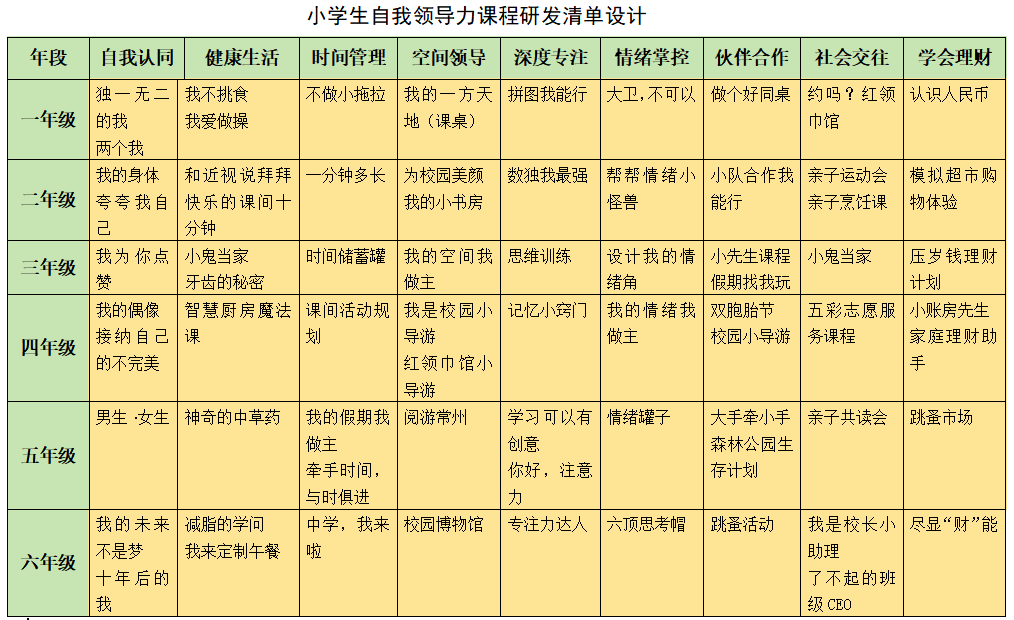 小学生自我领导力课程研发清单设计
年段 自我认同 健康生活 时间管理 空间领导 深度专注 情绪掌控 伙伴合作 社会交往 学会理财
一年级
独一无二
的我
两个我
我不挑食
我爱做操
不做小拖拉
我的一方天
地（课桌）
拼图我能行
大卫,不可以
做个好同桌
约吗？红领
巾馆
认识人民币
二年级
我的身体
夸夸我自
己
和近视说拜拜
快乐的课间十
分钟
一分钟多长
为校园美颜
我的小书房
数独我最强
帮帮情绪小
怪兽
小队合作我
能行
亲子运动会
亲子烹饪课
模拟超市购
物体验
三年级
我为你点
赞
小鬼当家
牙齿的秘密
时间储蓄罐
我的空间我
做主
思维训练
设计我的情
绪角
小先生课程
假期找我玩
小鬼当家
压岁钱理财
计划
四年级
我的偶像
接纳自己
的不完美
智慧厨房魔法
课
课间活动规
划
我是校园小
导游
红领巾馆小
导游
记忆小窍门
我的情绪我
做主
双胞胎节
校园小导游
五彩志愿服
务课程
小账房先生
家庭理财助
手
五年级
男生·女生
神奇的中草药
我的假期我
做主
牵手时间，
与时俱进
阅游常州
学习可以有
创意
你好，注意
力
情绪罐子
大手牵小手
森林公园生
存计划
亲子共读会
跳蚤市场
六年级
我的未来
不是梦
十年后的
我
减脂的学问
我来定制午餐
中学，我来
啦
校园博物馆
专注力达人
六顶思考帽
跳蚤活动
我是校长小
助理
了不起的班
级CEO
尽显“财”能